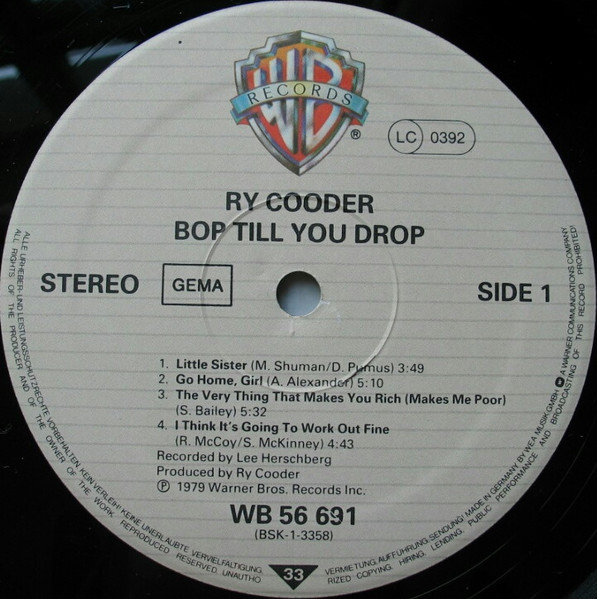 WB
RECORDS
®
LC 0392
RY COODER
BOP TILL YOU DROP
STEREO
GEMA
SIDE 1
1. Little Sister (M. Shuman/D. Pumus) 3:49
2. Go Home, Girl (A. Alexander) 5:10
3. The Very Thing That Makes You Rich (Makes Me Poor)
(S. Bailey) 5:32
4. I Think It's Going To Work Out Fine
(R. McCoy/S. McKinney) 4:43
Recorded by Lee Herschberg
Produced by Ry Cooder
Ⓟ 1979 Warner Bros. Records Inc.
WB 56 691
(BSK-1-3358)
33
ALLE URHEBER- UND LEISTUNGSSCHUTZRECHTE VORBEHALTEN. KEIN VERLEIH! KEINE UNERLAUBTE VERVIELFÄLTIGUNG, VERMIETUNG, AUFFÜHRUNG, SENDUNG! MADE IN GERMANY BY WEA MUSIK GMBH, A WARNER COMMUNICATIONS COMPANY
ALL RIGHTS OF THE PRODUCER AND OF THE OWNER OF THE WORK REPRODUCED RESERVED. UNAUTHORIZED COPYING, HIRING, LENDING, PUBLIC PERFORMANCE AND BROADCASTING OF THIS RECORD PROHIBITED!